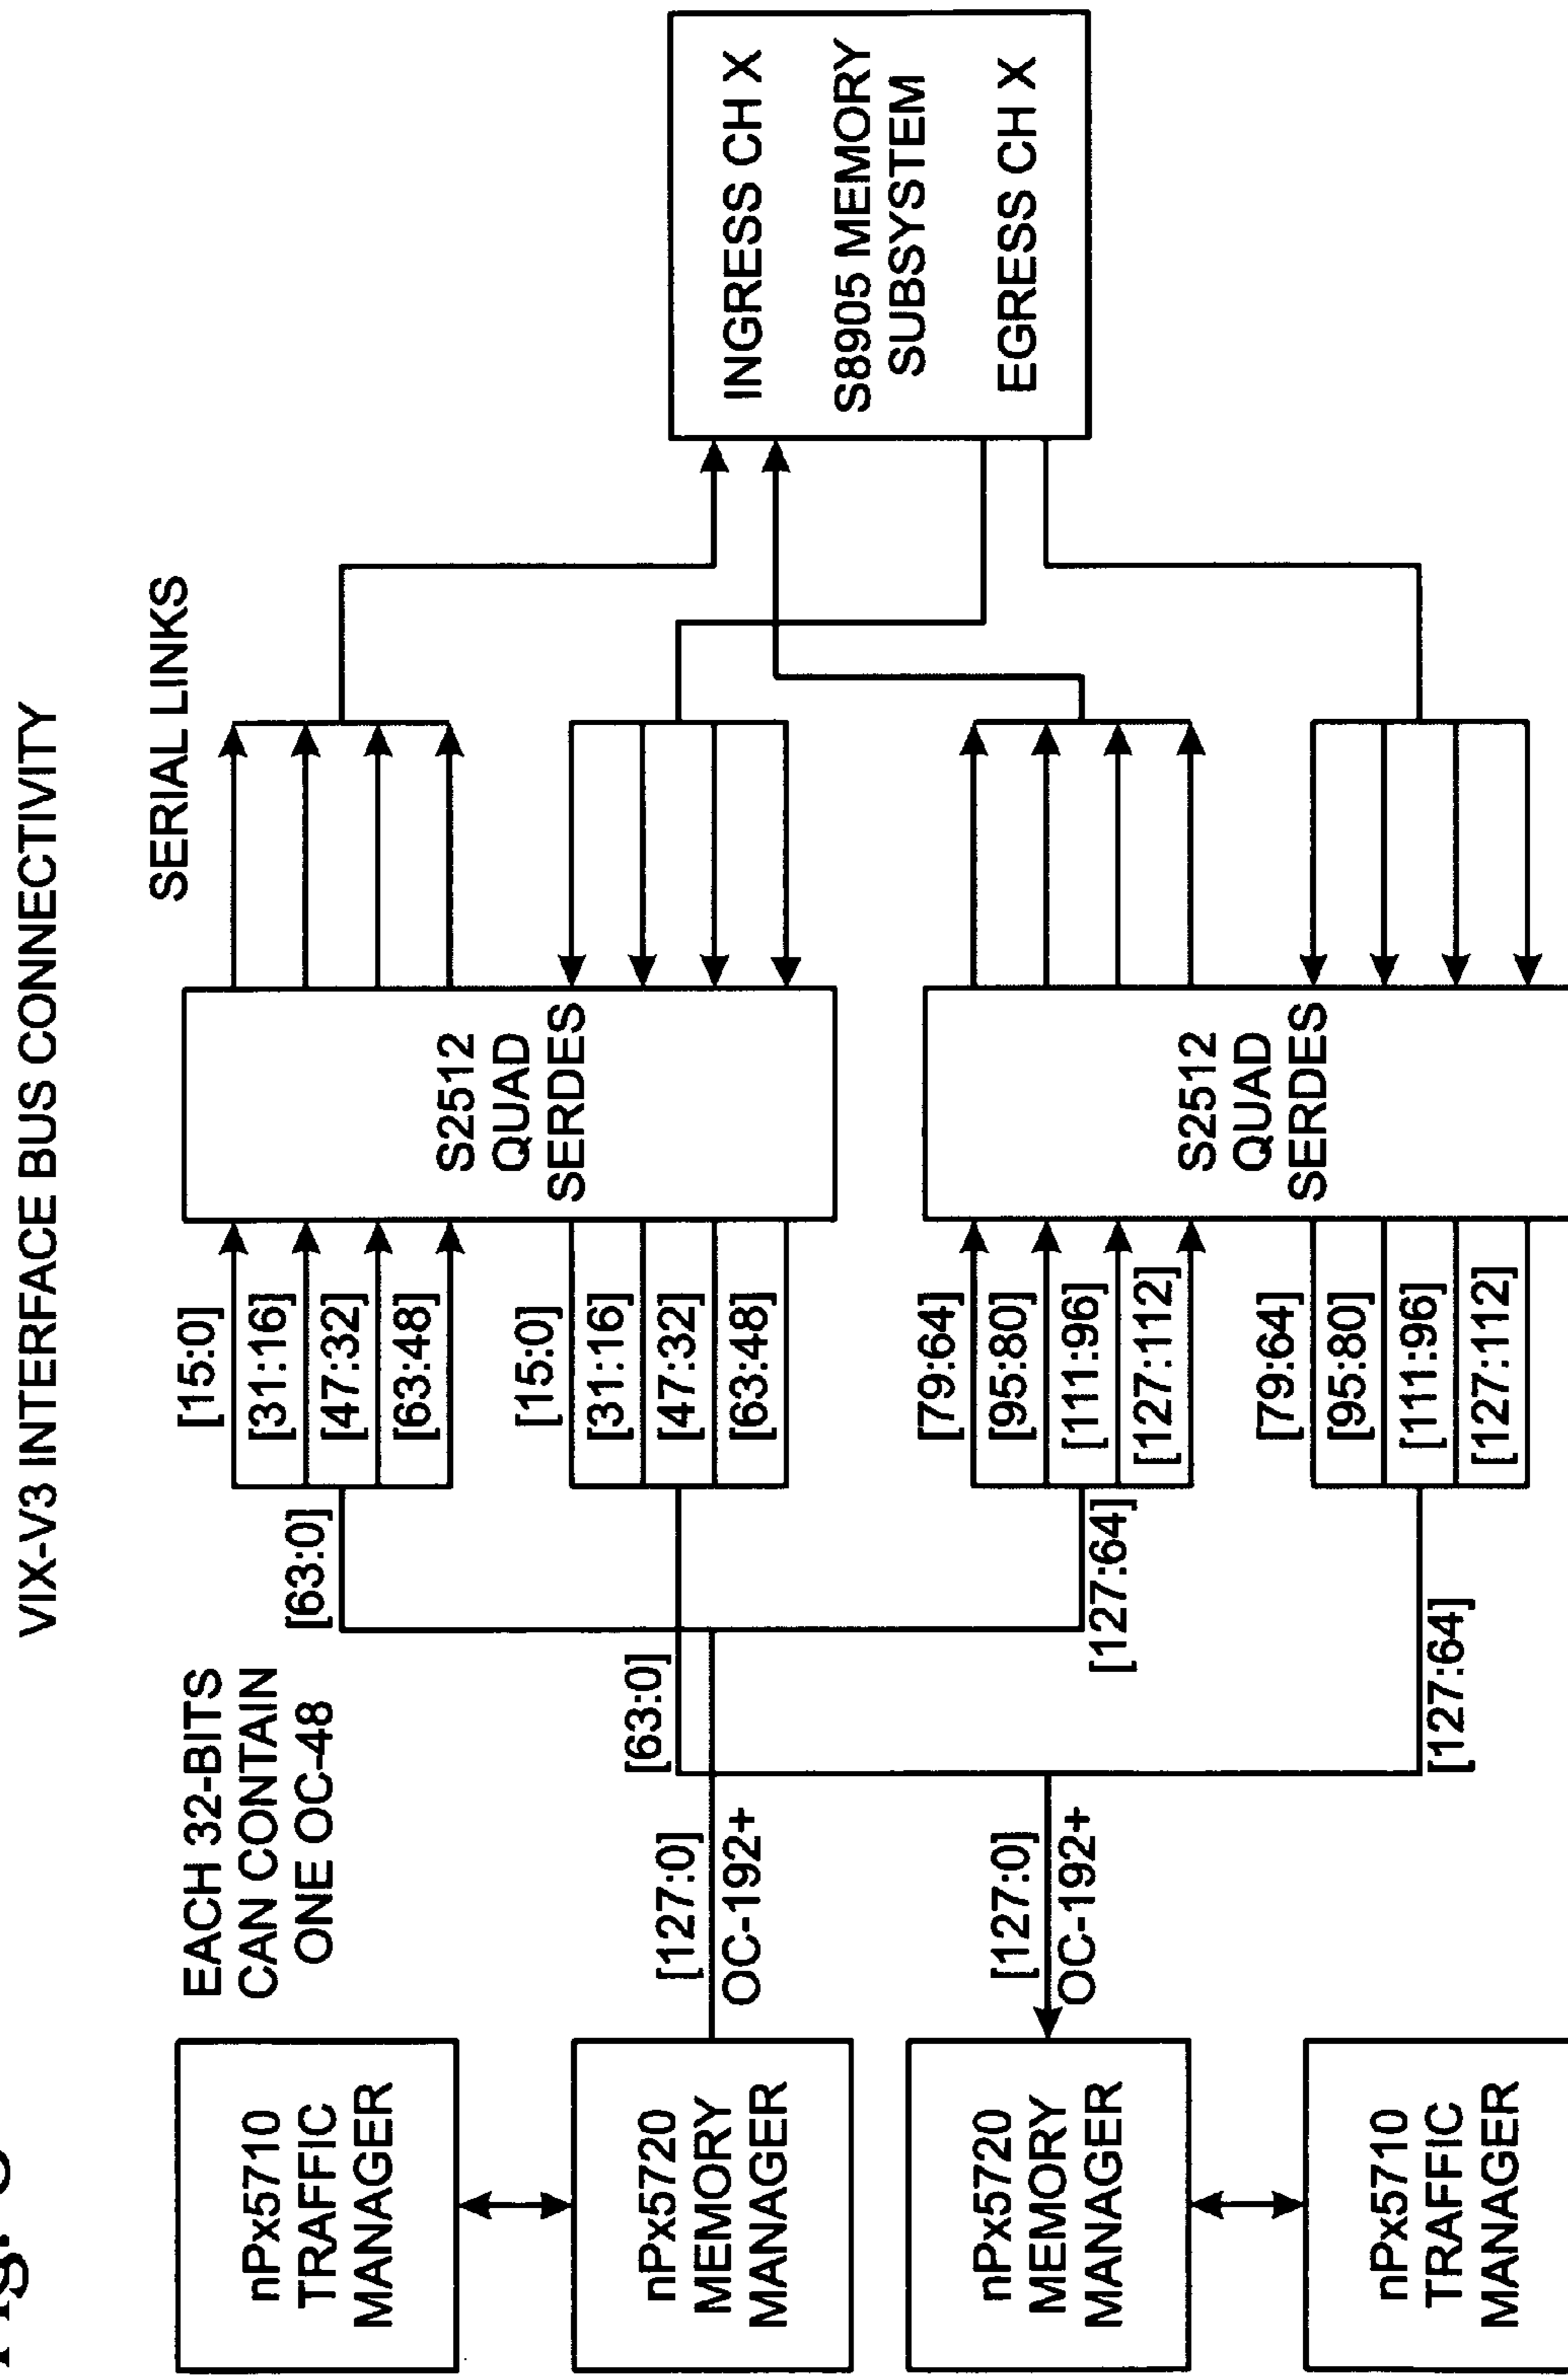 VIX-V3 INTERFACE BUS CONNECTIVITY
EACH 32-BITS
CAN CONTAIN
ONE OC-48
SERIAL LINKS
nPx5710
TRAFFIC
MANAGER
nPx5720
MEMORY
MANAGER
nPx5720
MEMORY
MANAGER
nPx5710
TRAFFIC
MANAGER
[127:0]
OC-192+
[127:0]
OC-192+
[63:0]
[63:0]
[127:64]
[127:64]
[15:0]
[31:16]
[47:32]
[63:48]
[15:0]
[31:16]
[47:32]
[63:48]
[79:64]
[95:80]
[111:96]
[127:112]
[79:64]
[95:80]
[111:96]
[127:112]
S2512
QUAD
SERDES
S2512
QUAD
SERDES
INGRESS CH X
S8905 MEMORY
SUBSYSTEM
EGRESS CH X